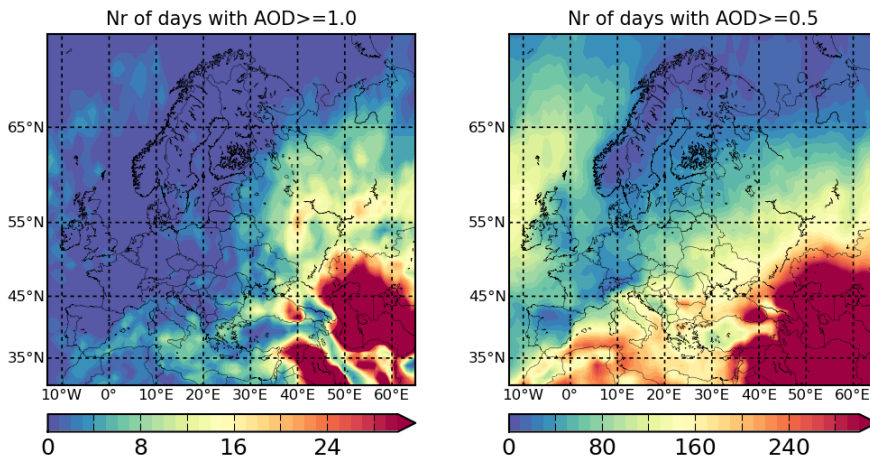 Nr of days with AOD>=1.0
Nr of days with AOD>=0.5
65°N
55°N
45°N
35°N
10°W 0° 10°E 20°E 30°E 40°E 50°E 60°E
65°N
55°N
45°N
35°N
10°W 0° 10°E 20°E 30°E 40°E 50°E 60°E
0 8 16 24
0 80 160 240